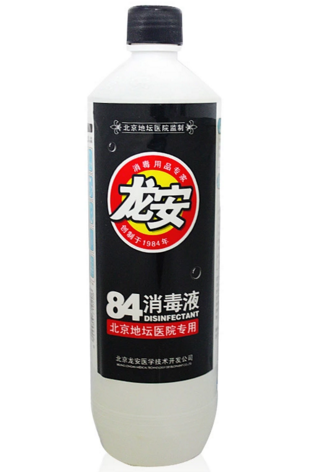 北京地坛医院监制
消毒用品专家
龙安
创制于1984年
84消毒液
DISINFECTANT
北京地坛医院专用
北京龙安医学技术开发公司